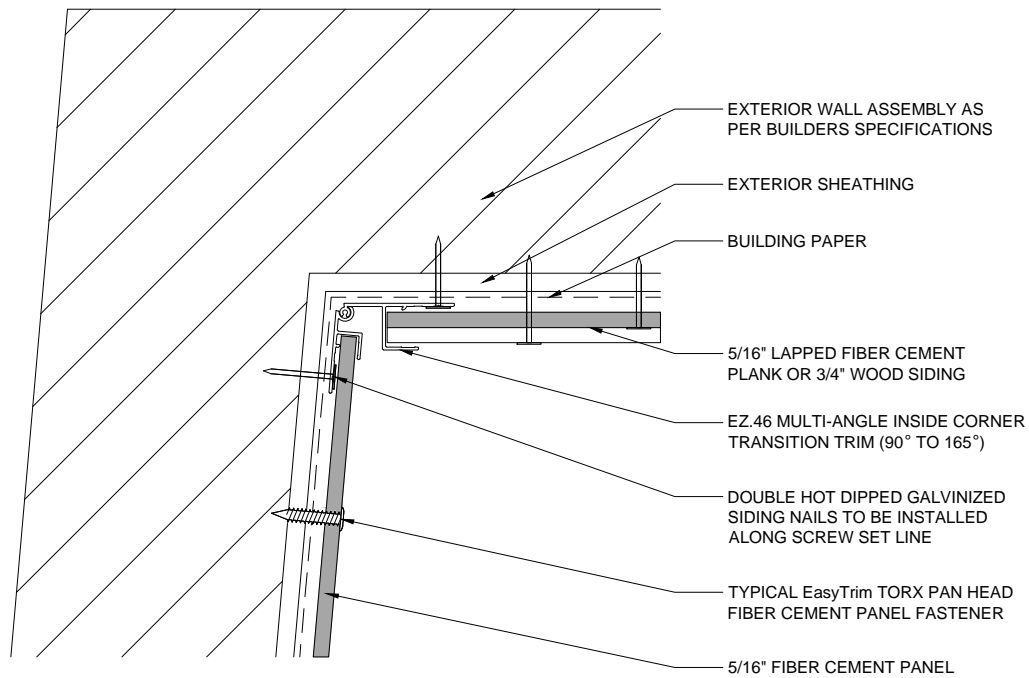 EXTERIOR WALL ASSEMBLY AS
PER BUILDERS SPECIFICATIONS
EXTERIOR SHEATHING
BUILDING PAPER
5/16" LAPPED FIBER CEMENT
PLANK OR 3/4" WOOD SIDING
EZ.46 MULTI-ANGLE INSIDE CORNER
TRANSITION TRIM (90° TO 165°)
DOUBLE HOT DIPPED GALVINIZED
SIDING NAILS TO BE INSTALLED
ALONG SCREW SET LINE
TYPICAL EasyTrim TORX PAN HEAD
FIBER CEMENT PANEL FASTENER
5/16" FIBER CEMENT PANEL